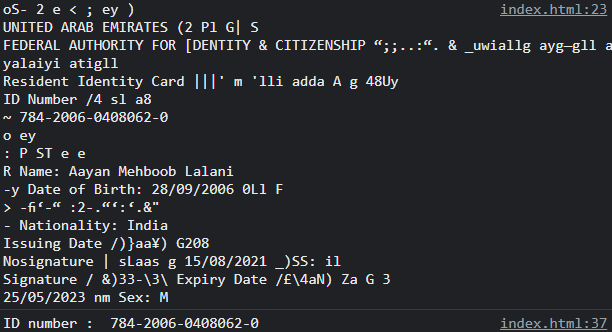 oS- 2 e < ; ey ) index.html:23
UNITED ARAB EMIRATES (2 Pl G| S
FEDERAL AUTHORITY FOR [DENTITY & CITIZENSHIP “;;..:“. & _uwiallg ayg—gll a
yalaiyi atigll
Resident Identity Card |||' m 'lli adda A g 48Uy
ID Number /4 sl a8
~ 784-2006-0408062-0
o ey
: P ST e e
R Name: Aayan Mehboob Lalani
-y Date of Birth: 28/09/2006 0Ll F
> -ﬁ‘-“ :2-.“‘:‘.&"
- Nationality: India
Issuing Date /)}aa¥) G208
Nosignature | sLaas g 15/08/2021 _)SS: il
Signature / &)33-\3\ Expiry Date /£\4aN) Za G 3
25/05/2023 nm Sex: M
ID number :  784-2006-0408062-0 index.html:37